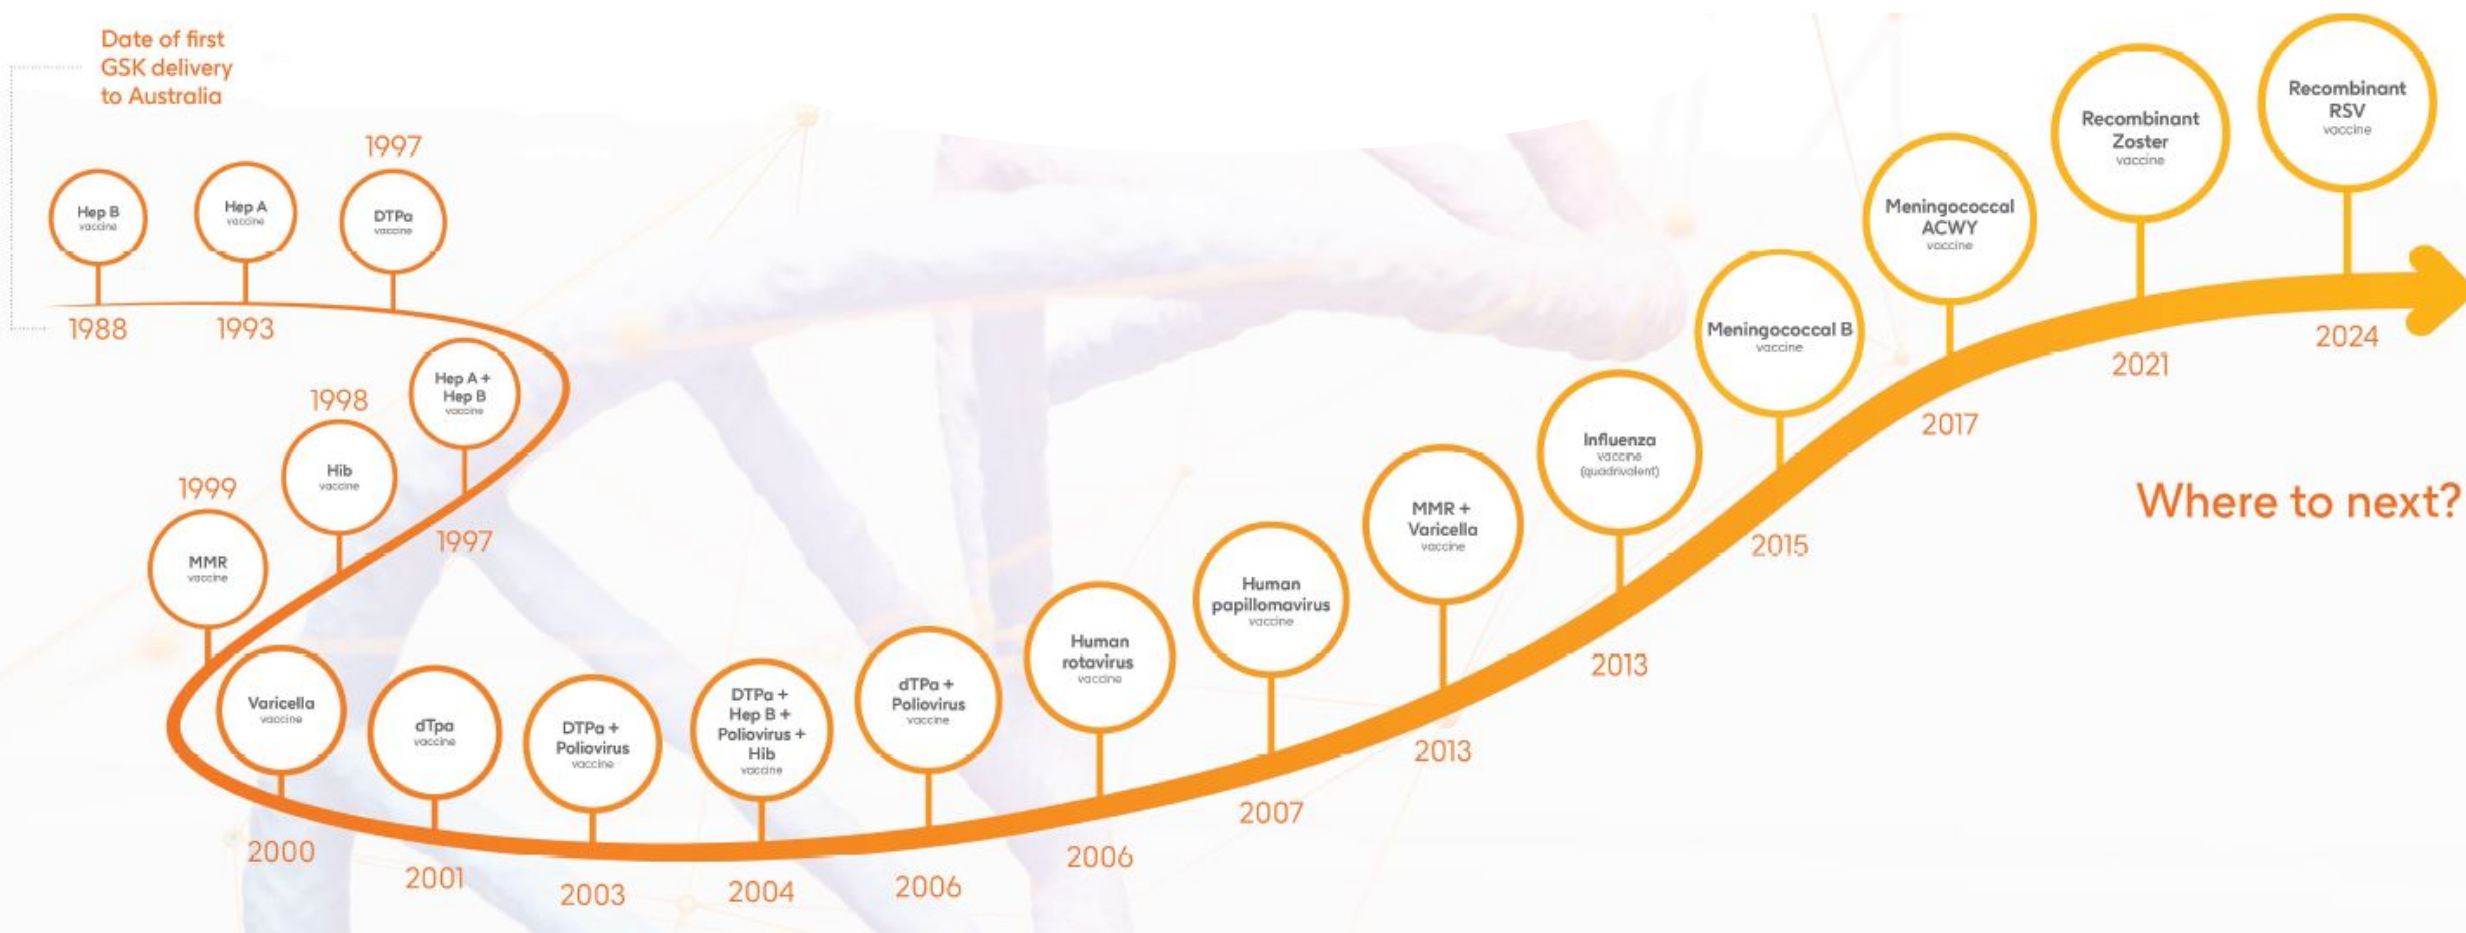 Date of first
GSK delivery
to Australia
Hep B
vaccine
1988
Hep A
vaccine
1993
1997
DTPa
vaccine
Hep A +
Hep B
vaccine
1997
1998
Hib
vaccine
1999
MMR
vaccine
Varicella
vaccine
2000
dTpa
vaccine
2001
DTPa +
Poliovirus
vaccine
2003
DTPa +
Hep B +
Poliovirus +
Hib
vaccine
2004
dTPa +
Poliovirus
vaccine
2006
Human
rotavirus
vaccine
2006
Human
papillomavirus
vaccine
2007
MMR +
Varicella
vaccine
2013
Influenza
vaccine
(quadrivalent)
2013
Meningococcal B
vaccine
2015
Meningococcal
ACWY
vaccine
2017
Recombinant
Zoster
vaccine
2021
Recombinant
RSV
vaccine
2024
Where to next?